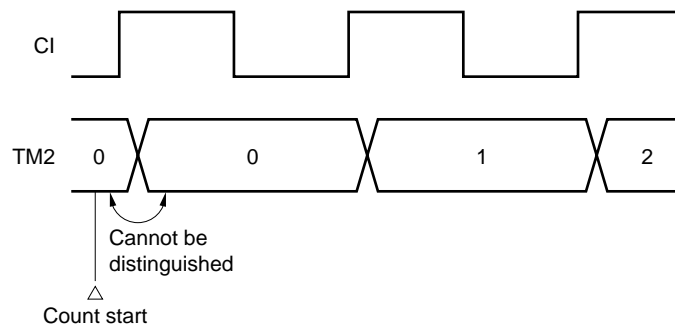 CI
TM2 0 0 1 2
Cannot be
distinguished
Count start